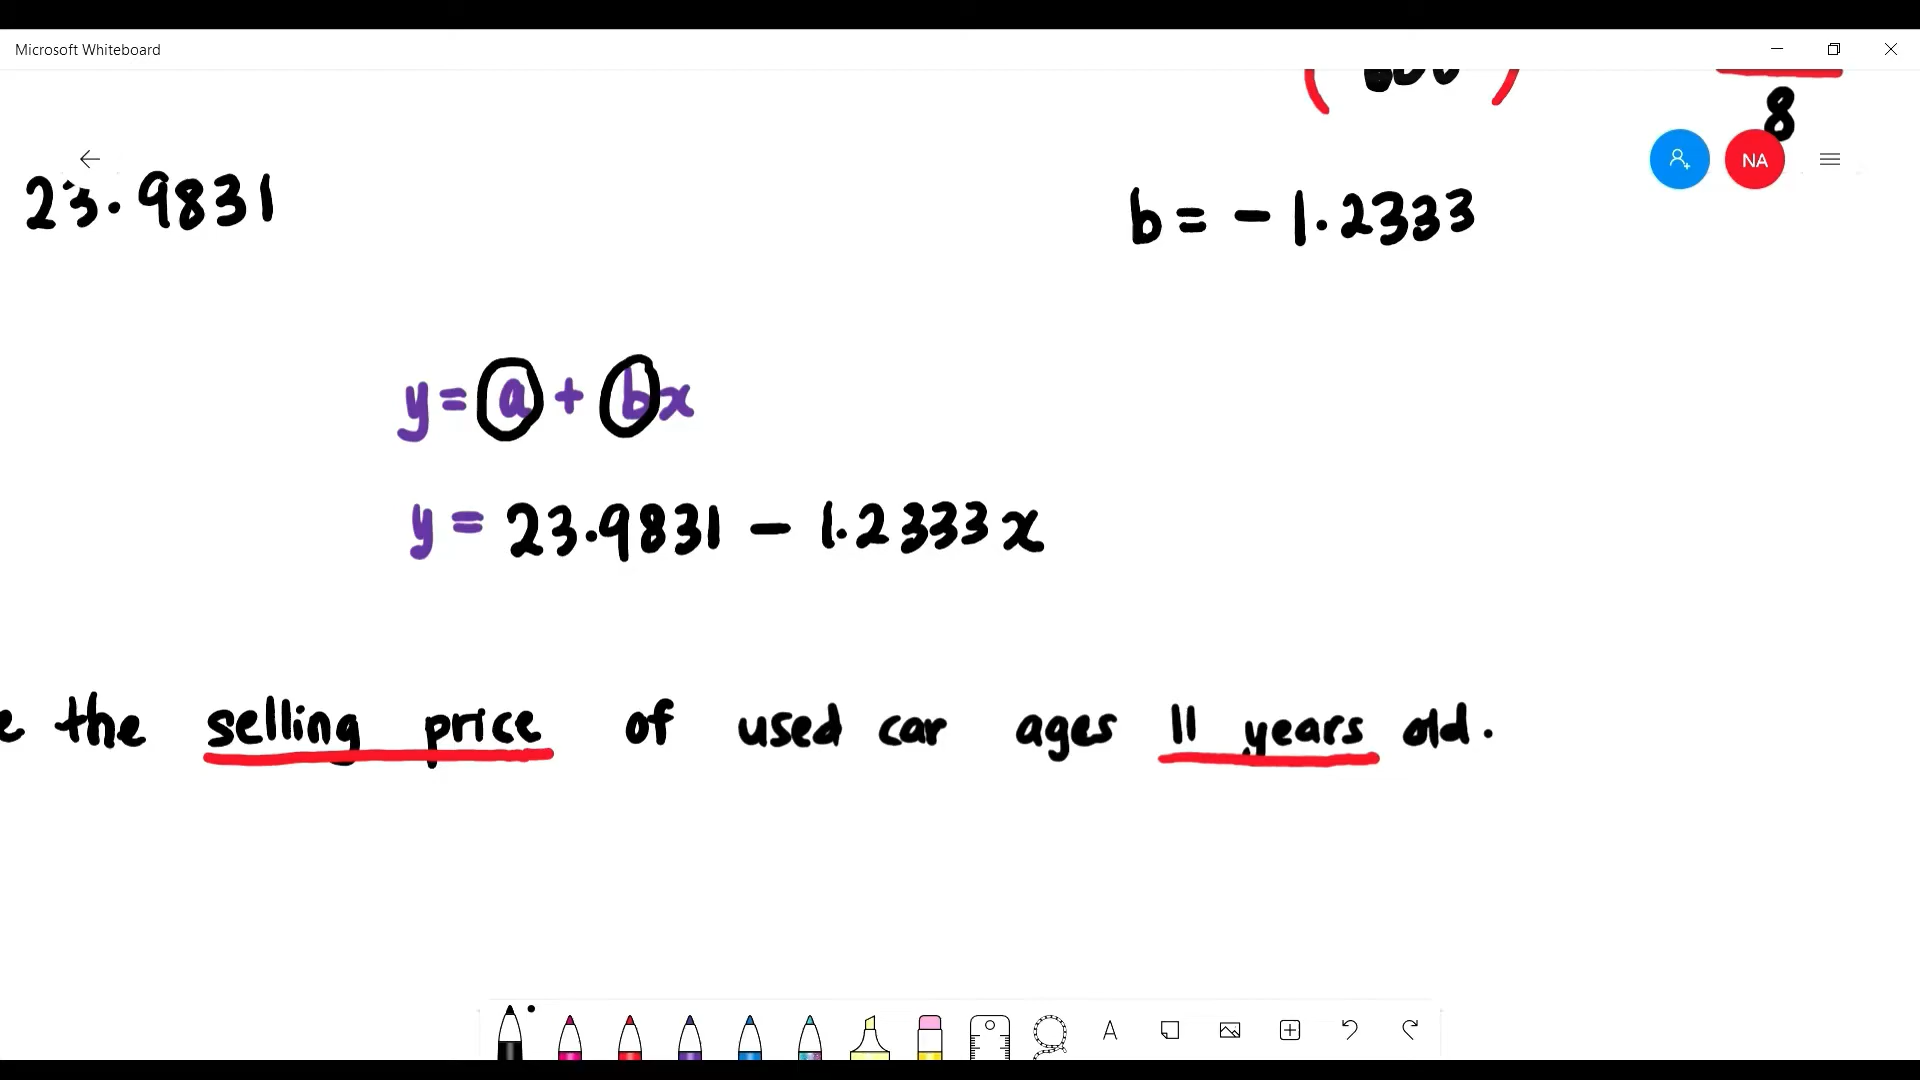 Microsoft Whiteboard
8
NA
23.9831
b = - 1.2333
y = a + bx
y = 23.9831 - 1.2333x
the selling price of used car ages 11 years old.
A